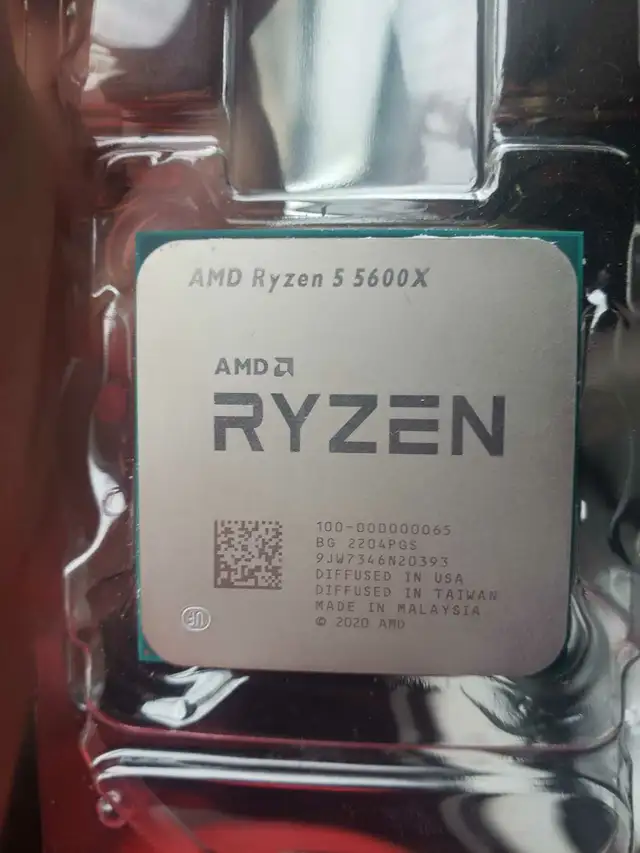 AMD Ryzen 5 5600X
AMD
RYZEN
100-000000065
BG 2204PGS
9JW7346N20393
DIFFUSED IN USA
DIFFUSED IN TAIWAN
MADE IN MALAYSIA
© 2020 AMD